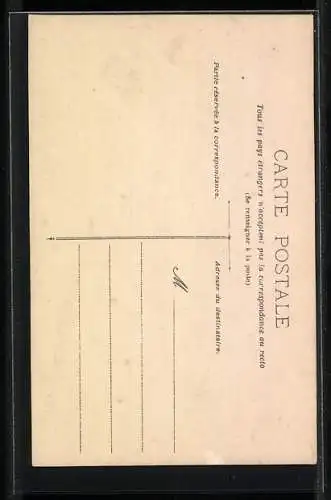 CARTE POSTALE
Tous les pays étrangers n'acceptent pas la correspondance au recto
(Se renseigner à la poste)
Partie réservée à la correspondance.
Adresse du destinataire.
M